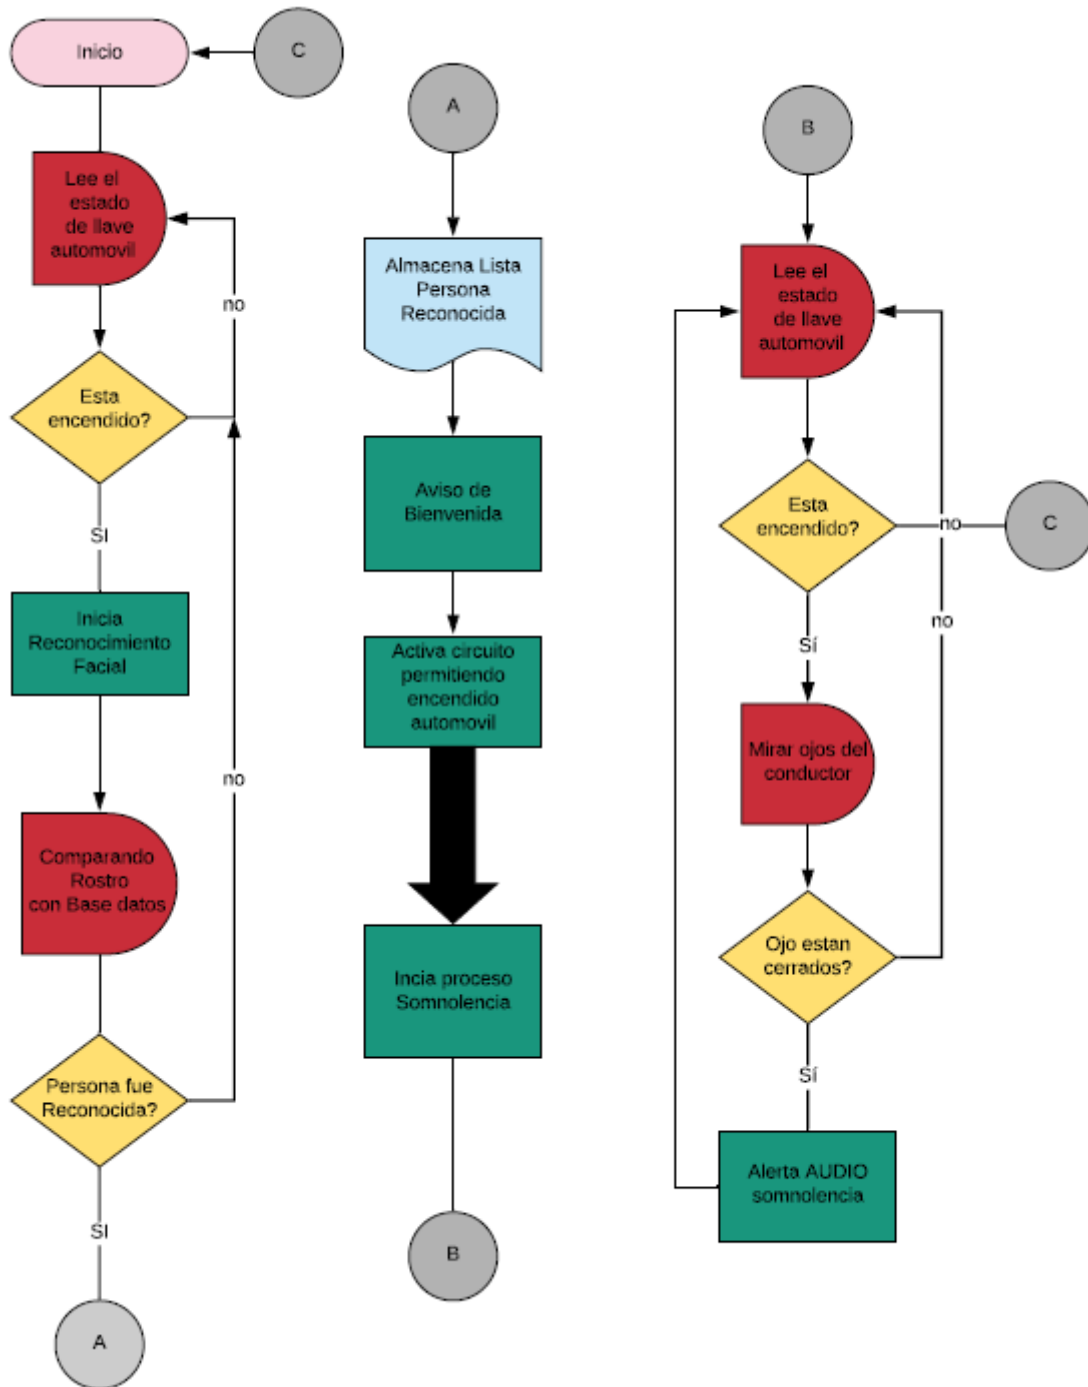 Inicio
C
Lee el
estado
de llave
automovil
no
Esta
encendido?
SI
Inicia
Reconocimiento
Facial
no
Comparando
Rostro
con Base datos
Persona fue
Reconocida?
SI
A
A
Almacena Lista
Persona
Reconocida
Aviso de
Bienvenida
Activa circuito
permitiendo
encendido
automovil
Incia proceso
Somnolencia
B
B
Lee el
estado
de llave
automovil
Esta
encendido?
no
C
no
Sí
Mirar ojos del
conductor
Ojo estan
cerrados?
Sí
Alerta AUDIO
somnolencia